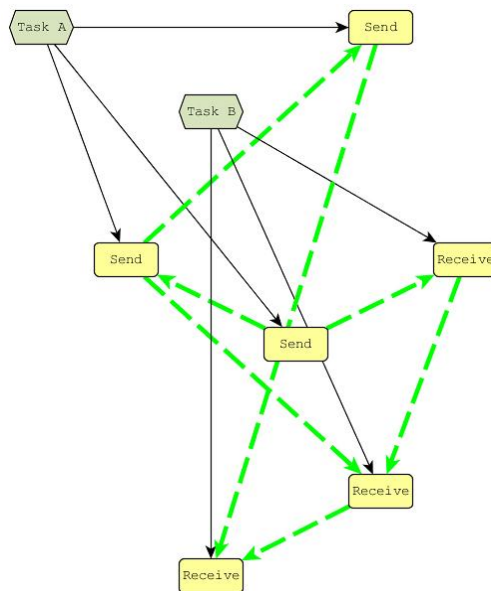 Task A
Send
Task B
Send
Receive
Send
Receive
Receive